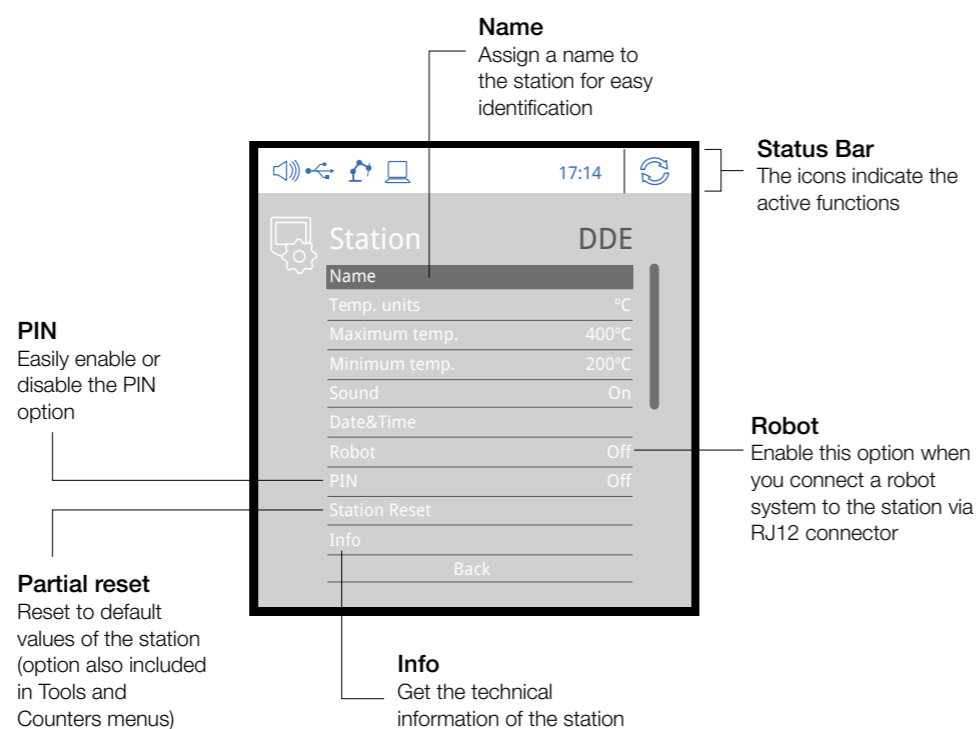 Name
Assign a name to
the station for easy
identification
Status Bar
The icons indicate the
active functions
17:14
Station DDE
Name
Temp. units ºC
Maximum temp. 400ºC
Minimum temp. 200ºC
Sound On
Date&Time
Robot Off
PIN Off
Station Reset
Info
Back
PIN
Easily enable or
disable the PIN
option
Robot
Enable this option when
you connect a robot
system to the station via
RJ12 connector
Partial reset
Reset to default
values of the station
(option also included
in Tools and
Counters menus)
Info
Get the technical
information of the station